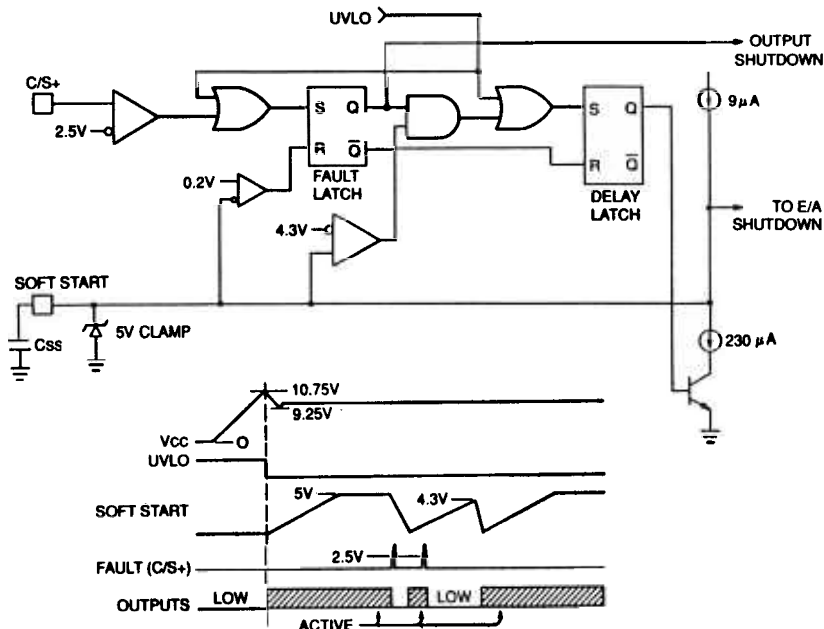 UVLO
OUTPUT
SHUTDOWN
C/S+
2.5V
S Q
R Q̅
FAULT
LATCH
S Q
R Q̅
DELAY
LATCH
9μA
0.2V
4.3V
TO E/A
SHUTDOWN
SOFT START
CSS
5V CLAMP
230 μA
10.75V
9.25V
VCC
O
UVLO
SOFT START
5V
4.3V
FAULT (C/S+)
2.5V
OUTPUTS
LOW
LOW
ACTIVE